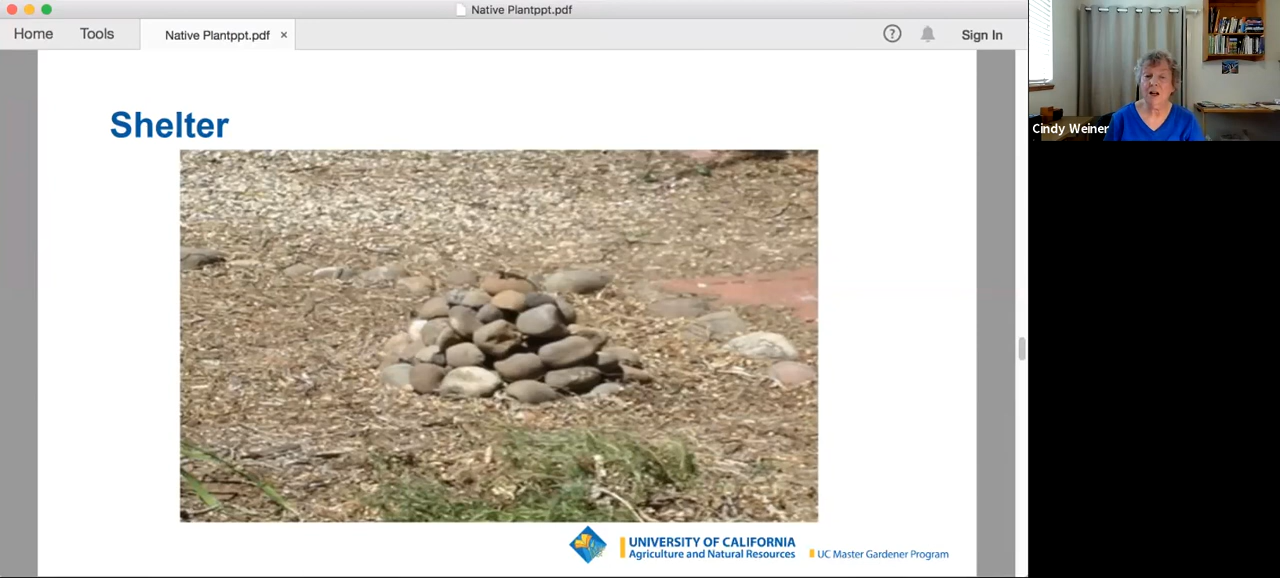 Native Plantppt.pdf
Home Tools Native Plantppt.pdf × ? Sign In
Shelter
Cindy Weiner
UNIVERSITY OF CALIFORNIA
Agriculture and Natural Resources
UC Master Gardener Program